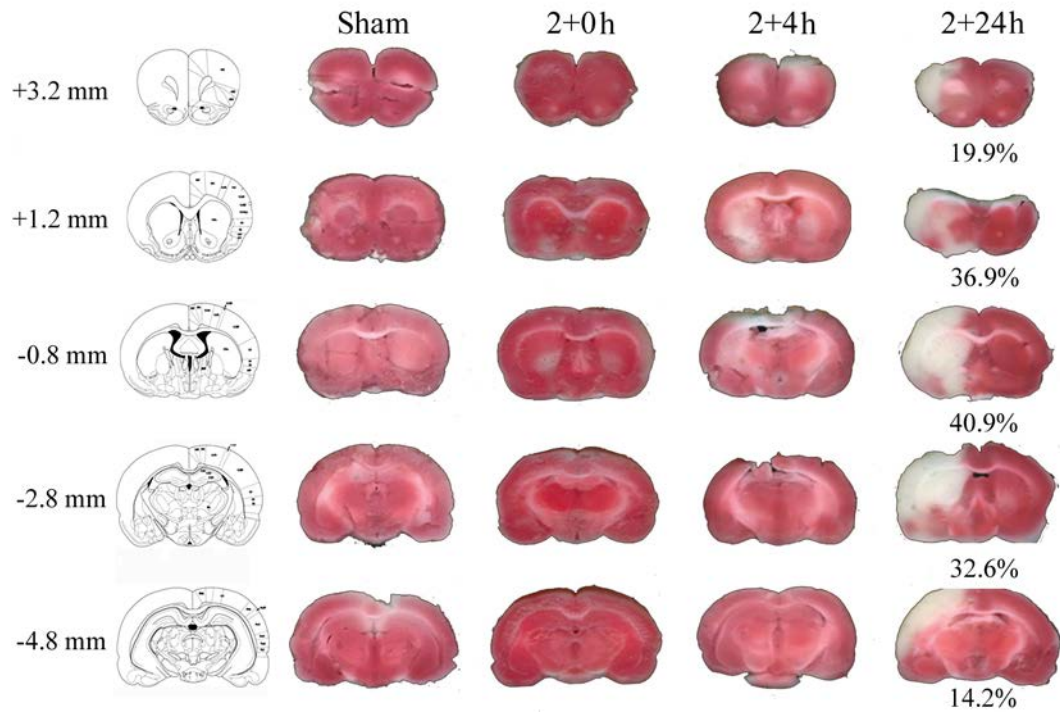 Sham 2+0h 2+4h 2+24h
+3.2 mm
19.9%
+1.2 mm
36.9%
-0.8 mm
40.9%
-2.8 mm
32.6%
-4.8 mm
14.2%